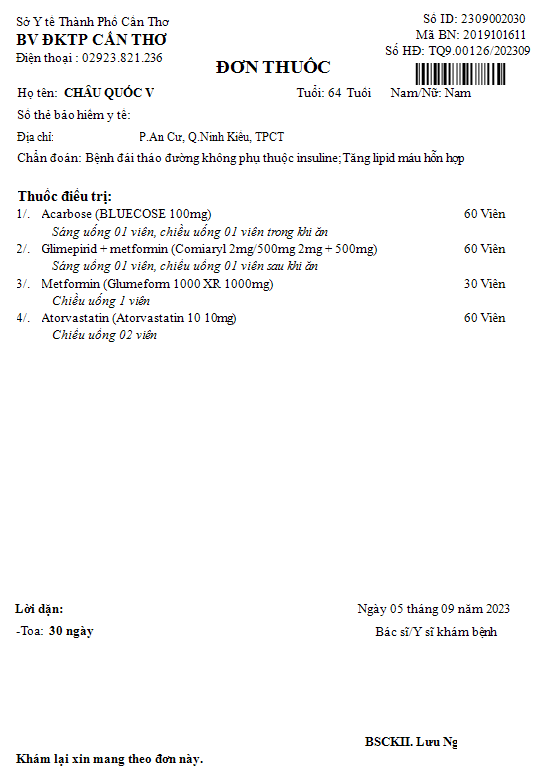 Sở Y tế Thành Phố Cần Thơ
Số ID: 2309002030
BV ĐKTP CẦN THƠ
Mã BN: 2019101611
Điện thoại : 02923.821.236
Số HĐ: TQ9.00126/202309
ĐƠN THUỐC
Họ tên: CHÂU QUỐC V
Tuổi: 64 Tuổi Nam/Nữ: Nam
Số thẻ bảo hiểm y tế:
Địa chỉ: P.An Cư, Q.Ninh Kiều, TPCT
Chẩn đoán: Bệnh đái tháo đường không phụ thuộc insuline; Tăng lipid máu hỗn hợp
Thuốc điều trị:
1/. Acarbose (BLUECOSE 100mg) 60 Viên
Sáng uống 01 viên, chiều uống 01 viên trong khi ăn
2/. Glimepirid + metformin (Comiaryl 2mg/500mg 2mg + 500mg) 60 Viên
Sáng uống 01 viên, chiều uống 01 viên sau khi ăn
3/. Metformin (Glumeform 1000 XR 1000mg) 30 Viên
Chiều uống 1 viên
4/. Atorvastatin (Atorvastatin 10 10mg) 60 Viên
Chiều uống 02 viên
Lời dặn:
Ngày 05 tháng 09 năm 2023
-Toa: 30 ngày
Bác sĩ/Y sĩ khám bệnh
BSCKII. Lưu Ng
Khám lại xin mang theo đơn này.